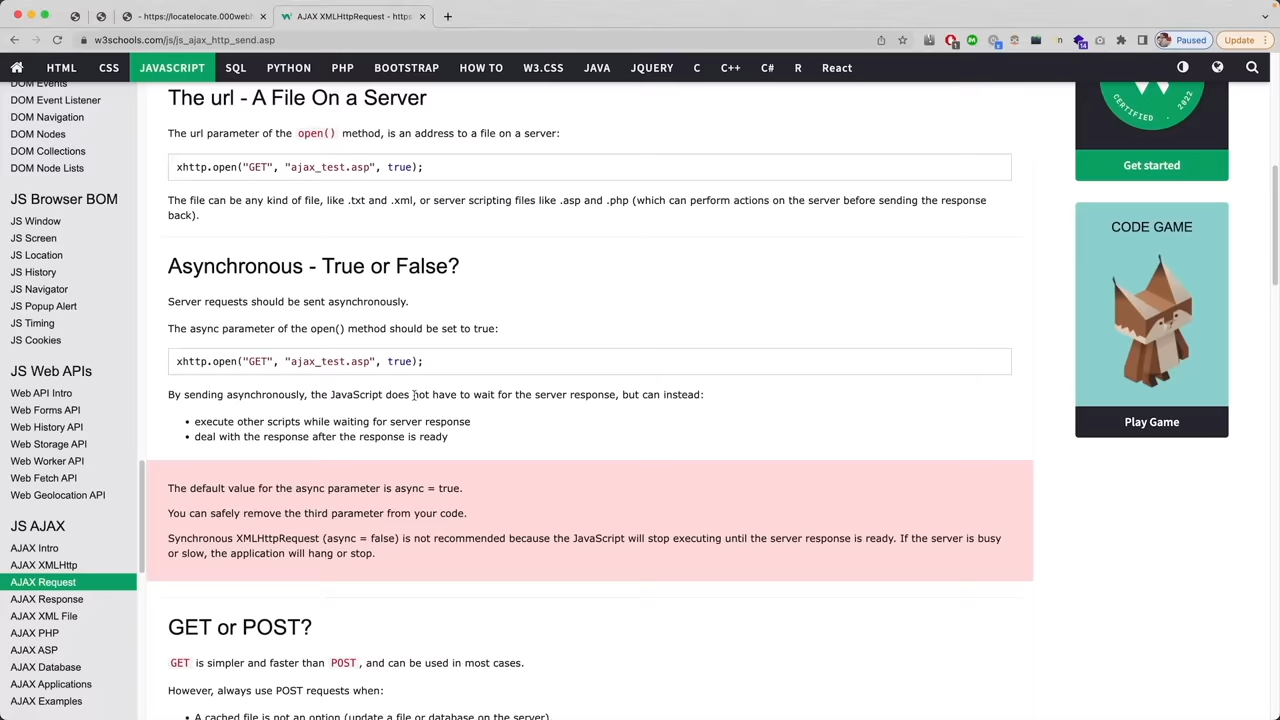 - https://locatelocate.000webh
AJAX XMLHttpRequest - https
w3schools.com/js/js_ajax_http_send.asp
Paused
Update
HTML CSS JAVASCRIPT SQL PYTHON PHP BOOTSTRAP HOW TO W3.CSS JAVA JQUERY C C++ C# R React
DOM Events
DOM Event Listener
DOM Navigation
DOM Nodes
DOM Collections
DOM Node Lists
JS Browser BOM
JS Window
JS Screen
JS Location
JS History
JS Navigator
JS Popup Alert
JS Timing
JS Cookies
JS Web APIs
Web API Intro
Web Forms API
Web History API
Web Storage API
Web Worker API
Web Fetch API
Web Geolocation API
JS AJAX
AJAX Intro
AJAX XMLHttp
AJAX Request
AJAX Response
AJAX XML File
AJAX PHP
AJAX ASP
AJAX Database
AJAX Applications
AJAX Examples
The url - A File On a Server
The url parameter of the open() method, is an address to a file on a server:
xhttp.open("GET", "ajax_test.asp", true);
The file can be any kind of file, like .txt and .xml, or server scripting files like .asp and .php (which can perform actions on the server before sending the response
back).
Asynchronous - True or False?
Server requests should be sent asynchronously.
The async parameter of the open() method should be set to true:
xhttp.open("GET", "ajax_test.asp", true);
By sending asynchronously, the JavaScript does not have to wait for the server response, but can instead:
• execute other scripts while waiting for server response
• deal with the response after the response is ready
The default value for the async parameter is async = true.
You can safely remove the third parameter from your code.
Synchronous XMLHttpRequest (async = false) is not recommended because the JavaScript will stop executing until the server response is ready. If the server is busy
or slow, the application will hang or stop.
GET or POST?
GET is simpler and faster than POST, and can be used in most cases.
However, always use POST requests when:
• A cached file is not an option (update a file or database on the server).
CERTIFIED . 2022
Get started
CODE GAME
Play Game